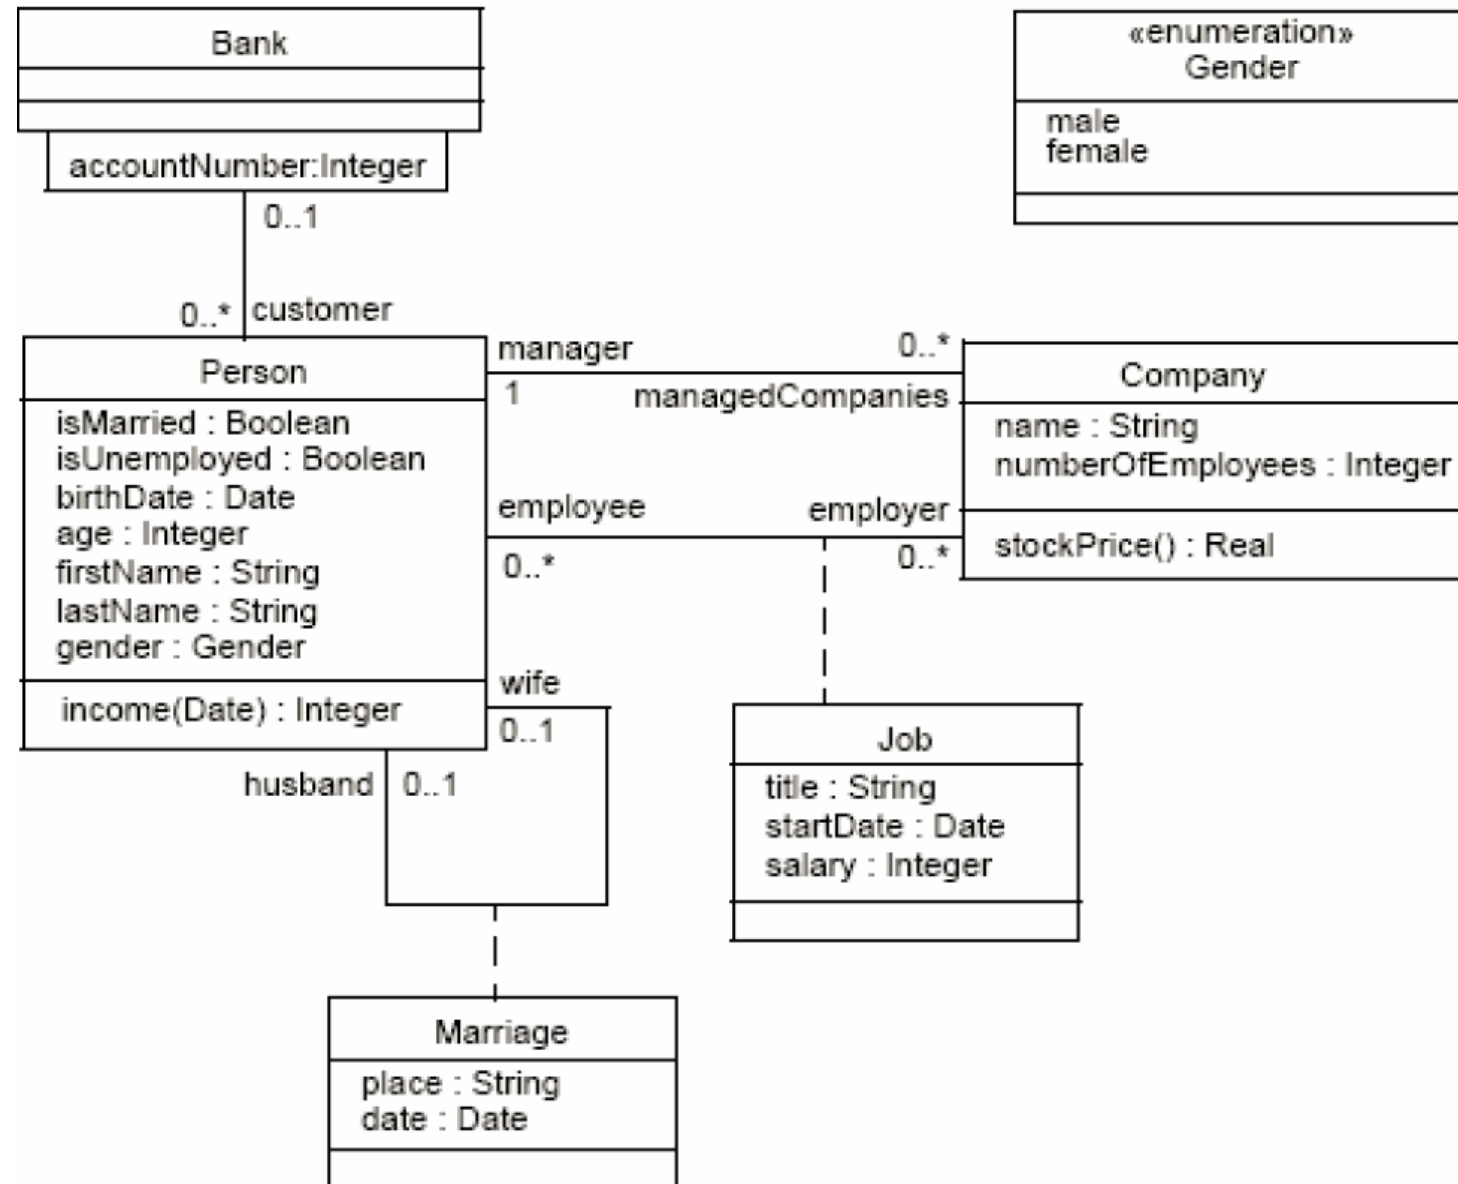 Bank
accountNumber:Integer
0..1
0..* customer
«enumeration»
Gender
male
female
Person
isMarried : Boolean
isUnemployed : Boolean
birthDate : Date
age : Integer
firstName : String
lastName : String
gender : Gender
income(Date) : Integer
manager
1
0..*
managedCompanies
employee
0..*
employer
0..*
Company
name : String
numberOfEmployees : Integer
stockPrice() : Real
wife
0..1
husband
0..1
Job
title : String
startDate : Date
salary : Integer
Marriage
place : String
date : Date